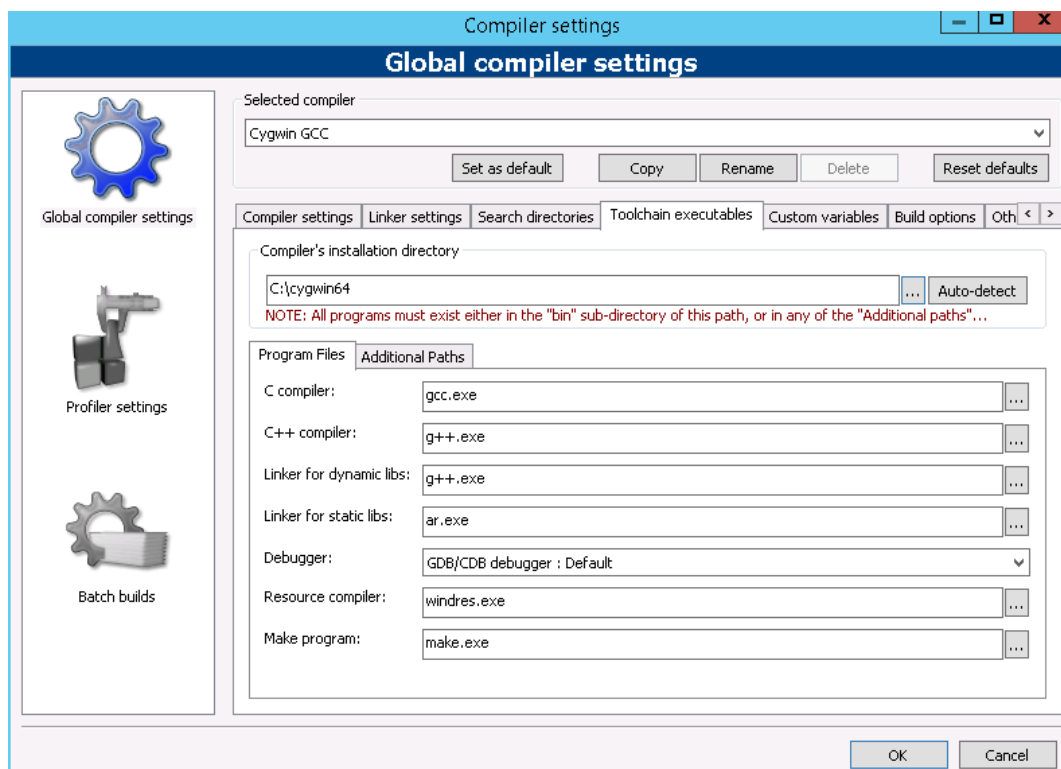 Compiler settings
Global compiler settings
Global compiler settings
Profiler settings
Batch builds
Selected compiler
Cygwin GCC
Set as default Copy Rename Delete Reset defaults
Compiler settings Linker settings Search directories Toolchain executables Custom variables Build options Oth < >
Compiler's installation directory
C:\cygwin64 ... Auto-detect
NOTE: All programs must exist either in the "bin" sub-directory of this path, or in any of the "Additional paths"...
Program Files Additional Paths
C compiler: gcc.exe ...
C++ compiler: g++.exe ...
Linker for dynamic libs: g++.exe ...
Linker for static libs: ar.exe ...
Debugger: GDB/CDB debugger : Default
Resource compiler: windres.exe ...
Make program: make.exe ...
OK Cancel